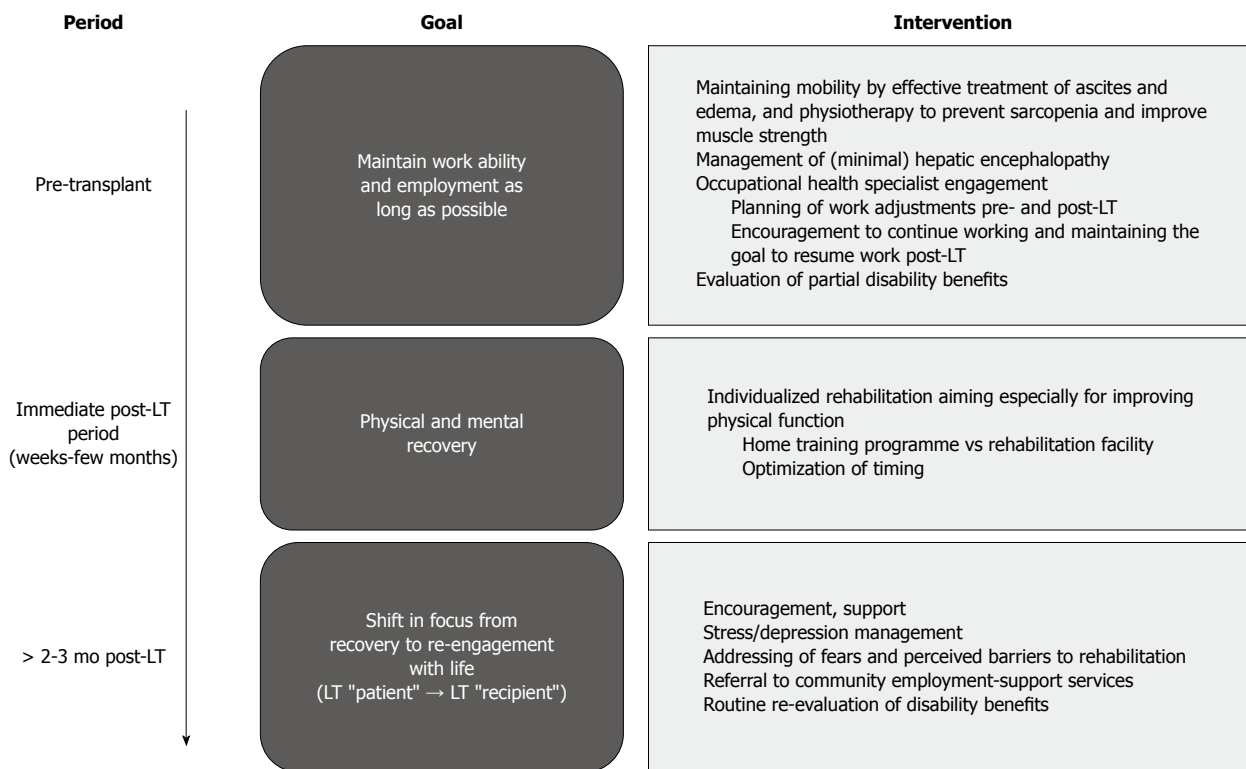 Period
Goal
Intervention
Pre-transplant
Maintain work ability
and employment as
long as possible
Maintaining mobility by effective treatment of ascites and
edema, and physiotherapy to prevent sarcopenia and improve
muscle strength
Management of (minimal) hepatic encephalopathy
Occupational health specialist engagement
Planning of work adjustments pre- and post-LT
Encouragement to continue working and maintaining the
goal to resume work post-LT
Evaluation of partial disability benefits
Immediate post-LT
period
(weeks-few months)
Physical and mental
recovery
Individualized rehabilitation aiming especially for improving
physical function
Home training programme vs rehabilitation facility
Optimization of timing
> 2-3 mo post-LT
Shift in focus from
recovery to re-engagement
with life
(LT "patient" → LT "recipient")
Encouragement, support
Stress/depression management
Addressing of fears and perceived barriers to rehabilitation
Referral to community employment-support services
Routine re-evaluation of disability benefits